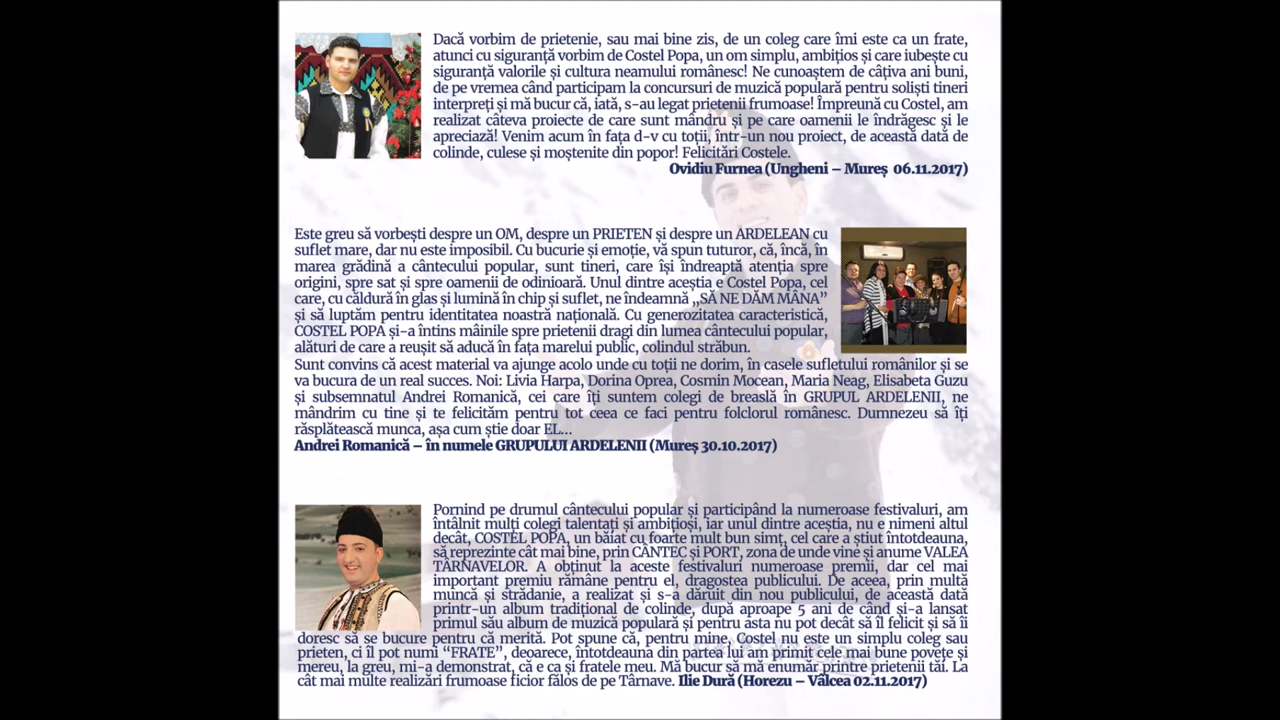 Dacă vorbim de prietenie, sau mai bine zis, de un coleg care îmi este ca un frate,
atunci cu siguranță vorbim de Costel Popa, un om simplu, ambițios și care iubește cu
siguranță valorile și cultura neamului românesc! Ne cunoaștem de câțiva ani buni,
de pe vremea când participam la concursuri de muzică populară pentru soliști tineri
interpreți și mă bucur că, iată, s-au legat prietenii frumoase! Împreună cu Costel, am
realizat câteva proiecte de care sunt mândru și pe care oamenii le îndrăgesc și le
apreciază! Venim acum în fața d-v cu toții, într-un nou proiect, de această dată de
colinde, culese și moștenite din popor! Felicitări Costele.
Ovidiu Furnea (Ungheni – Mureș 06.11.2017)
Este greu să vorbești despre un OM, despre un PRIETEN și despre un ARDELEAN cu
suflet mare, dar nu este imposibil. Cu bucurie și emoție, vă spun tuturor, că, încă, în
marea grădină a cântecului popular, sunt tineri, care își îndreaptă atenția spre
origini, spre sat și spre oamenii de odinioară. Unul dintre aceștia e Costel Popa, cel
care, cu căldură în glas și lumină în chip și suflet, ne îndeamnă „SĂ NE DĂM MÂNA”
și să luptăm pentru identitatea noastră națională. Cu generozitatea caracteristică,
COSTEL POPA și-a întins mâinile spre prietenii dragi din lumea cântecului popular,
alături de care a reușit să aducă în fața marelui public, colindul străbun.
Sunt convins că acest material va ajunge acolo unde cu toții ne dorim, în casele sufletului românilor și se
va bucura de un real succes. Noi: Livia Harpa, Dorina Oprea, Cosmin Mocean, Maria Neag, Elisabeta Guzu
și subsemnatul Andrei Romanică, cei care îți suntem colegi de breaslă în GRUPUL ARDELENII, ne
mândrim cu tine și te felicităm pentru tot ceea ce faci pentru folclorul românesc. Dumnezeu să îți
răsplătească munca, așa cum știe doar EL...
Andrei Romanică – în numele GRUPULUI ARDELENII (Mureș 30.10.2017)
Pornind pe drumul cântecului popular și participând la numeroase festivaluri, am
întâlnit mulți colegi talentați și ambițioși, iar unul dintre aceștia, nu e nimeni altul
decât, COSTEL POPA, un băiat cu foarte mult bun simț, cel care a știut întotdeauna,
să reprezinte cât mai bine, prin CÂNTEC și PORT, zona de unde vine și anume VALEA
TÂRNAVELOR. A obținut la aceste festivaluri numeroase premii, dar cel mai
important premiu rămâne pentru el, dragostea publicului. De aceea, prin multă
muncă și strădanie, a realizat și s-a dăruit din nou publicului, de această dată
printr-un album tradițional de colinde, după aproape 5 ani de când și-a lansat
primul său album de muzică populară și pentru asta nu pot decât să îl felicit și să îi
doresc să se bucure pentru că merită. Pot spune că, pentru mine, Costel nu este un simplu coleg sau
prieten, ci îl pot numi “FRATE”, deoarece, întotdeauna din partea lui am primit cele mai bune povețe și
mereu, la greu, mi-a demonstrat, că e ca și fratele meu. Mă bucur să mă enumăr printre prietenii tăi. La
cât mai multe realizări frumoase ficior fălos de pe Târnave. Ilie Dură (Horezu – Vâlcea 02.11.2017)